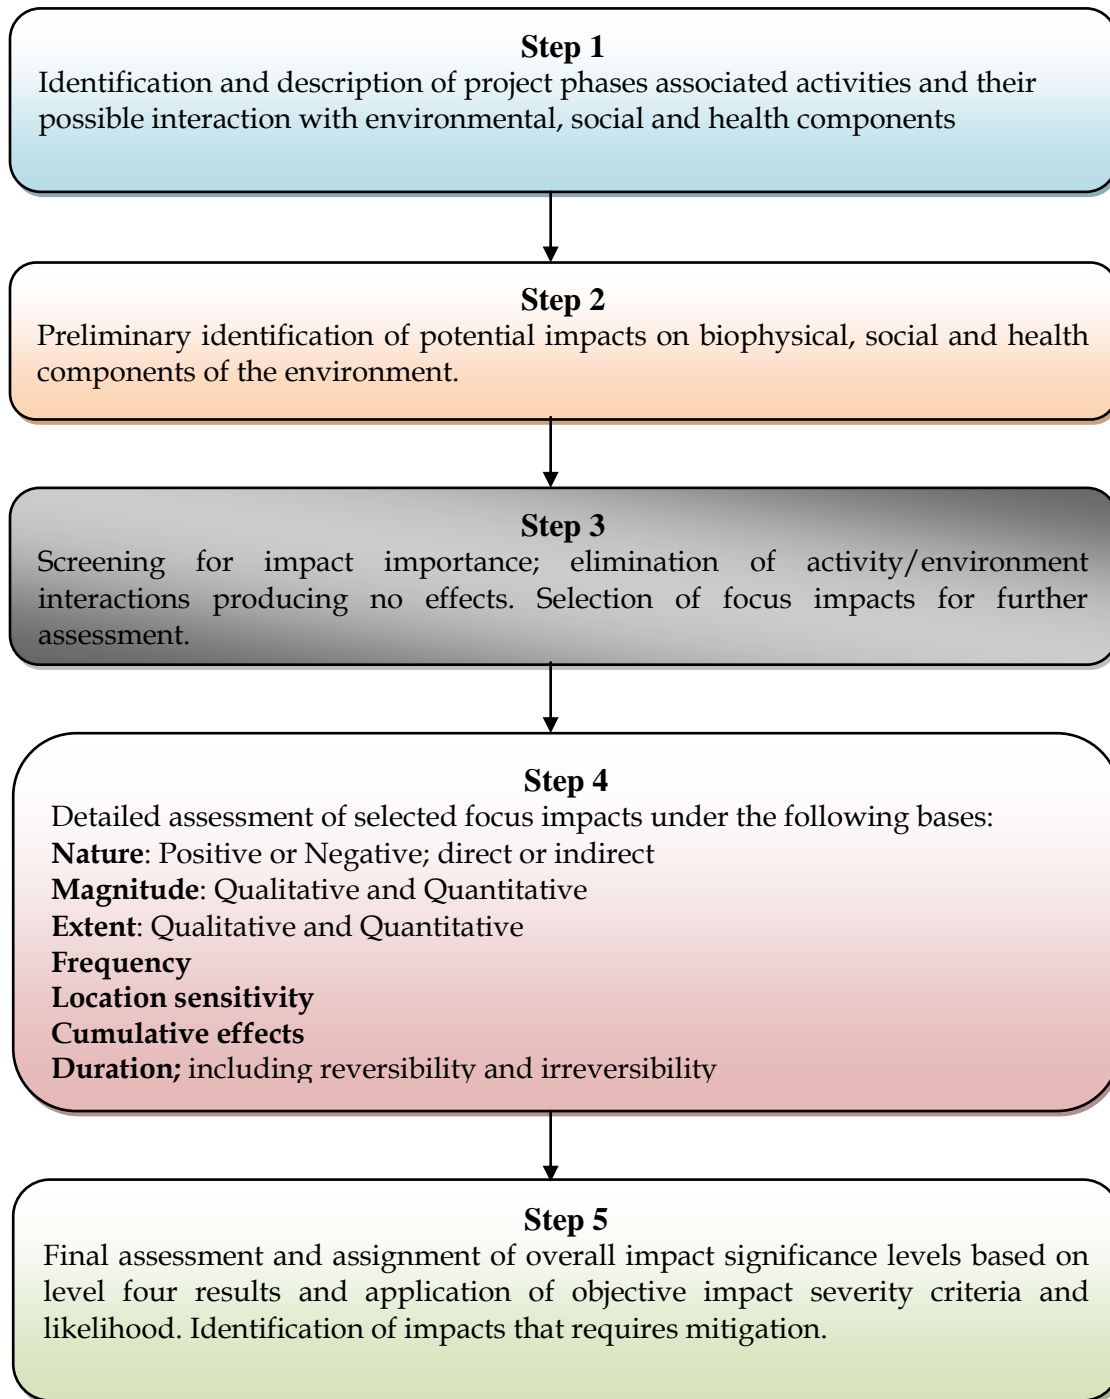 Step 1
Identification and description of project phases associated activities and their
possible interaction with environmental, social and health components
Step 2
Preliminary identification of potential impacts on biophysical, social and health
components of the environment.
Step 3
Screening for impact importance; elimination of activity/environment
interactions producing no effects. Selection of focus impacts for further
assessment.
Step 4
Detailed assessment of selected focus impacts under the following bases:
Nature: Positive or Negative; direct or indirect
Magnitude: Qualitative and Quantitative
Extent: Qualitative and Quantitative
Frequency
Location sensitivity
Cumulative effects
Duration; including reversibility and irreversibility
Step 5
Final assessment and assignment of overall impact significance levels based on
level four results and application of objective impact severity criteria and
likelihood. Identification of impacts that requires mitigation.